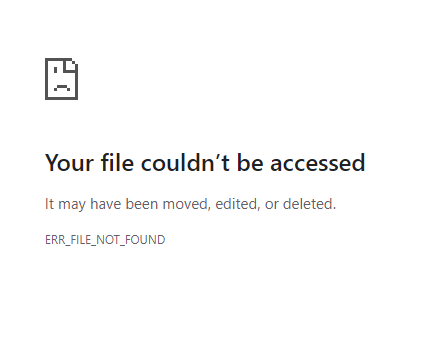 Your file couldn’t be accessed
It may have been moved, edited, or deleted.
ERR_FILE_NOT_FOUND